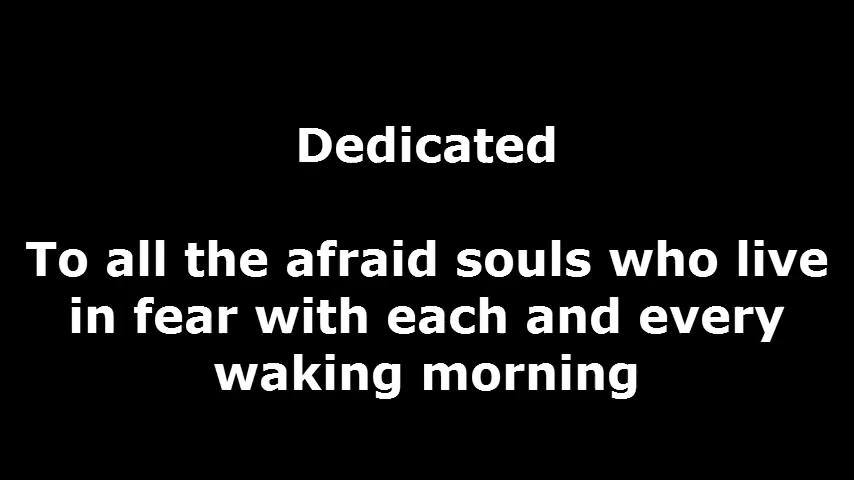 Dedicated
To all the afraid souls who live
in fear with each and every
waking morning